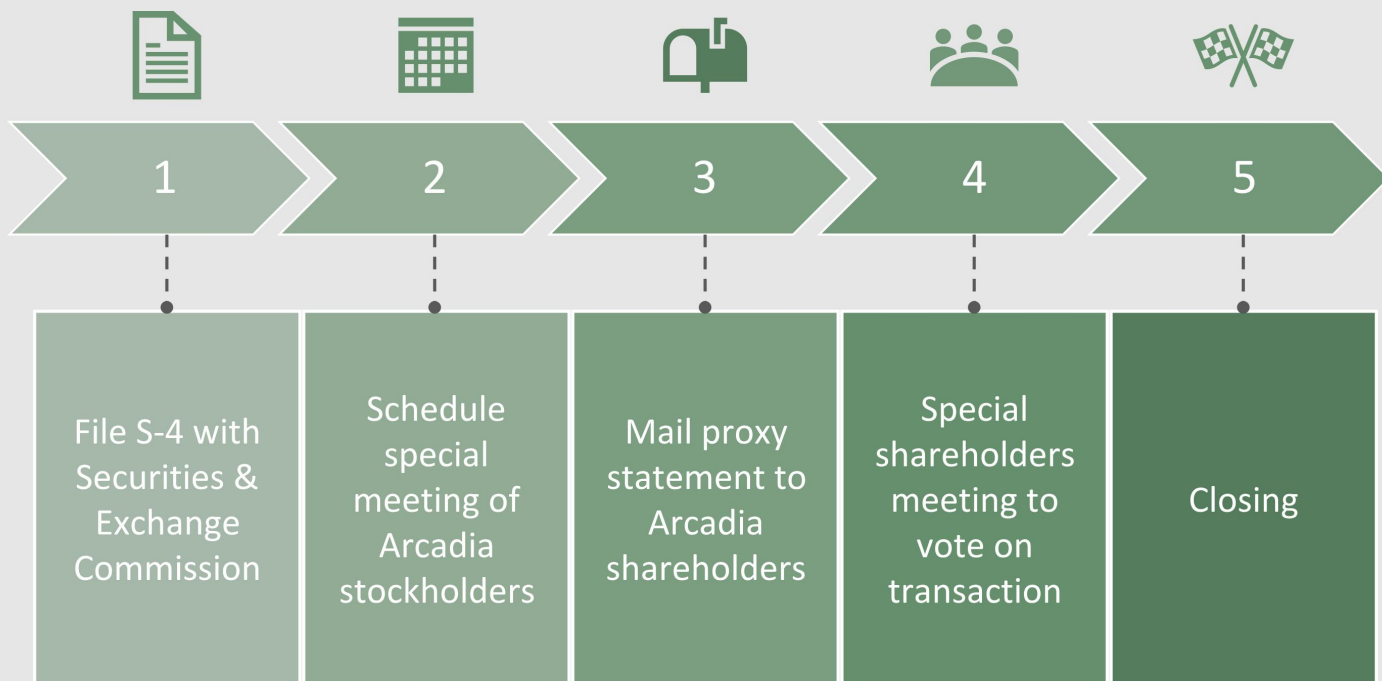 1
2
3
4
5
File S-4 with
Securities &
Exchange
Commission
Schedule
special
meeting of
Arcadia
stockholders
Mail proxy
statement to
Arcadia
shareholders
Special
shareholders
meeting to
vote on
transaction
Closing